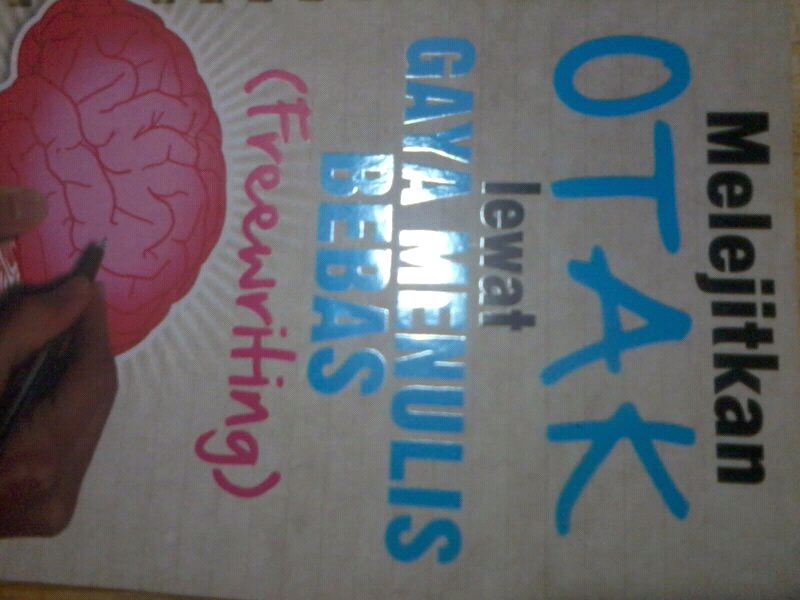 Melejitkan
OTAK
lewat
GAYA MENULIS
BEBAS
(Freewriting)